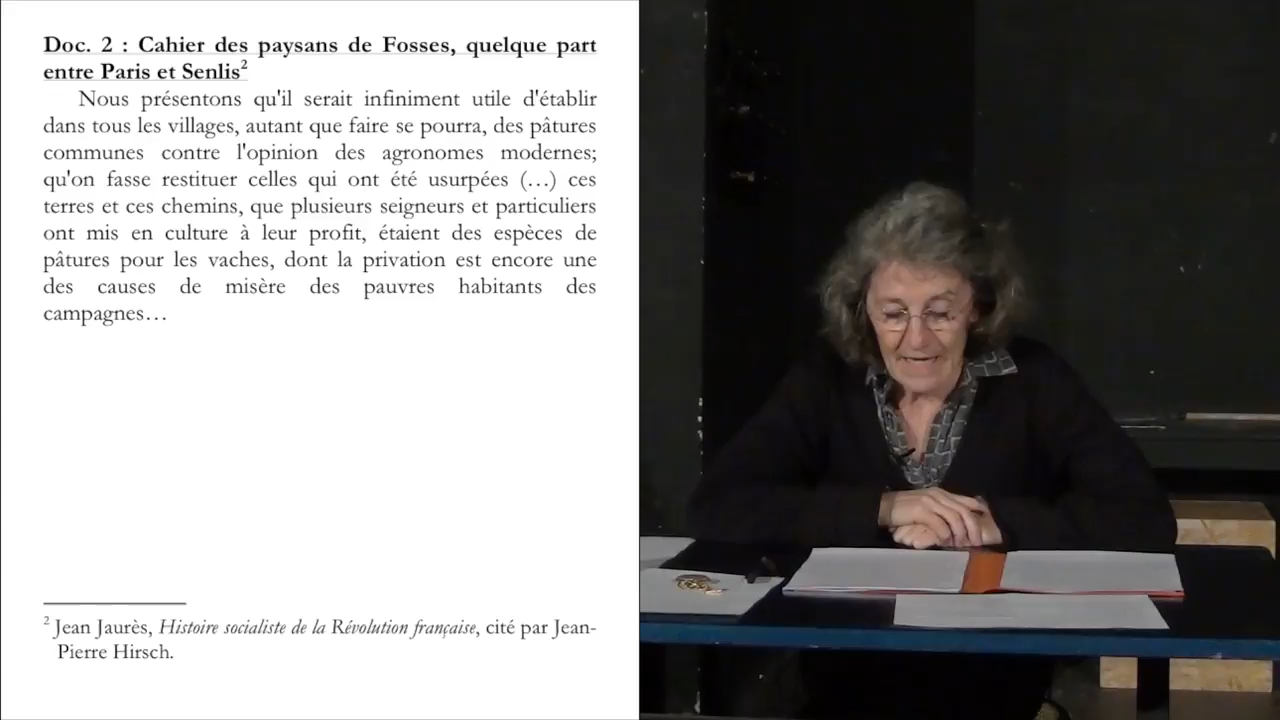 Doc. 2 : Cahier des paysans de Fosses, quelque part
entre Paris et Senlis2
Nous présentons qu'il serait infiniment utile d'établir
dans tous les villages, autant que faire se pourra, des pâtures
communes contre l'opinion des agronomes modernes;
qu'on fasse restituer celles qui ont été usurpées (…) ces
terres et ces chemins, que plusieurs seigneurs et particuliers
ont mis en culture à leur profit, étaient des espèces de
pâtures pour les vaches, dont la privation est encore une
des causes de misère des pauvres habitants des
campagnes…
2 Jean Jaurès, Histoire socialiste de la Révolution française, cité par Jean-
Pierre Hirsch.